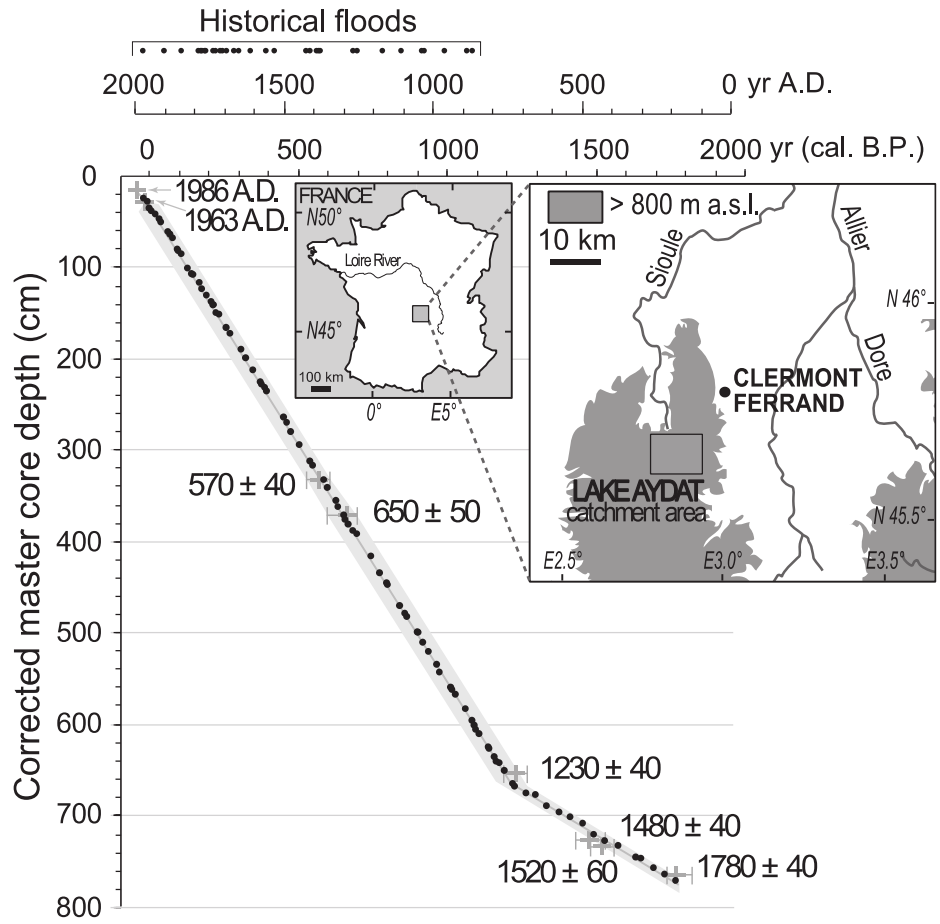 Historical floods
2000 1500 1000 500 0 yr A.D.
0 500 1000 1500 2000 yr (cal. B.P.)
Corrected master core depth (cm)
0
100
200
300
400
500
600
700
800
1986 A.D.
1963 A.D.
570 ± 40
650 ± 50
1230 ± 40
1480 ± 40
1520 ± 60
1780 ± 40
FRANCE
N50°
Loire River
N45°
100 km
0° E5°
> 800 m a.s.l.
10 km
Sioule
Allier
Dore
N 46°
CLERMONT
FERRAND
LAKE AYDAT
catchment area
N 45.5°
E2.5° E3.0° E3.5°